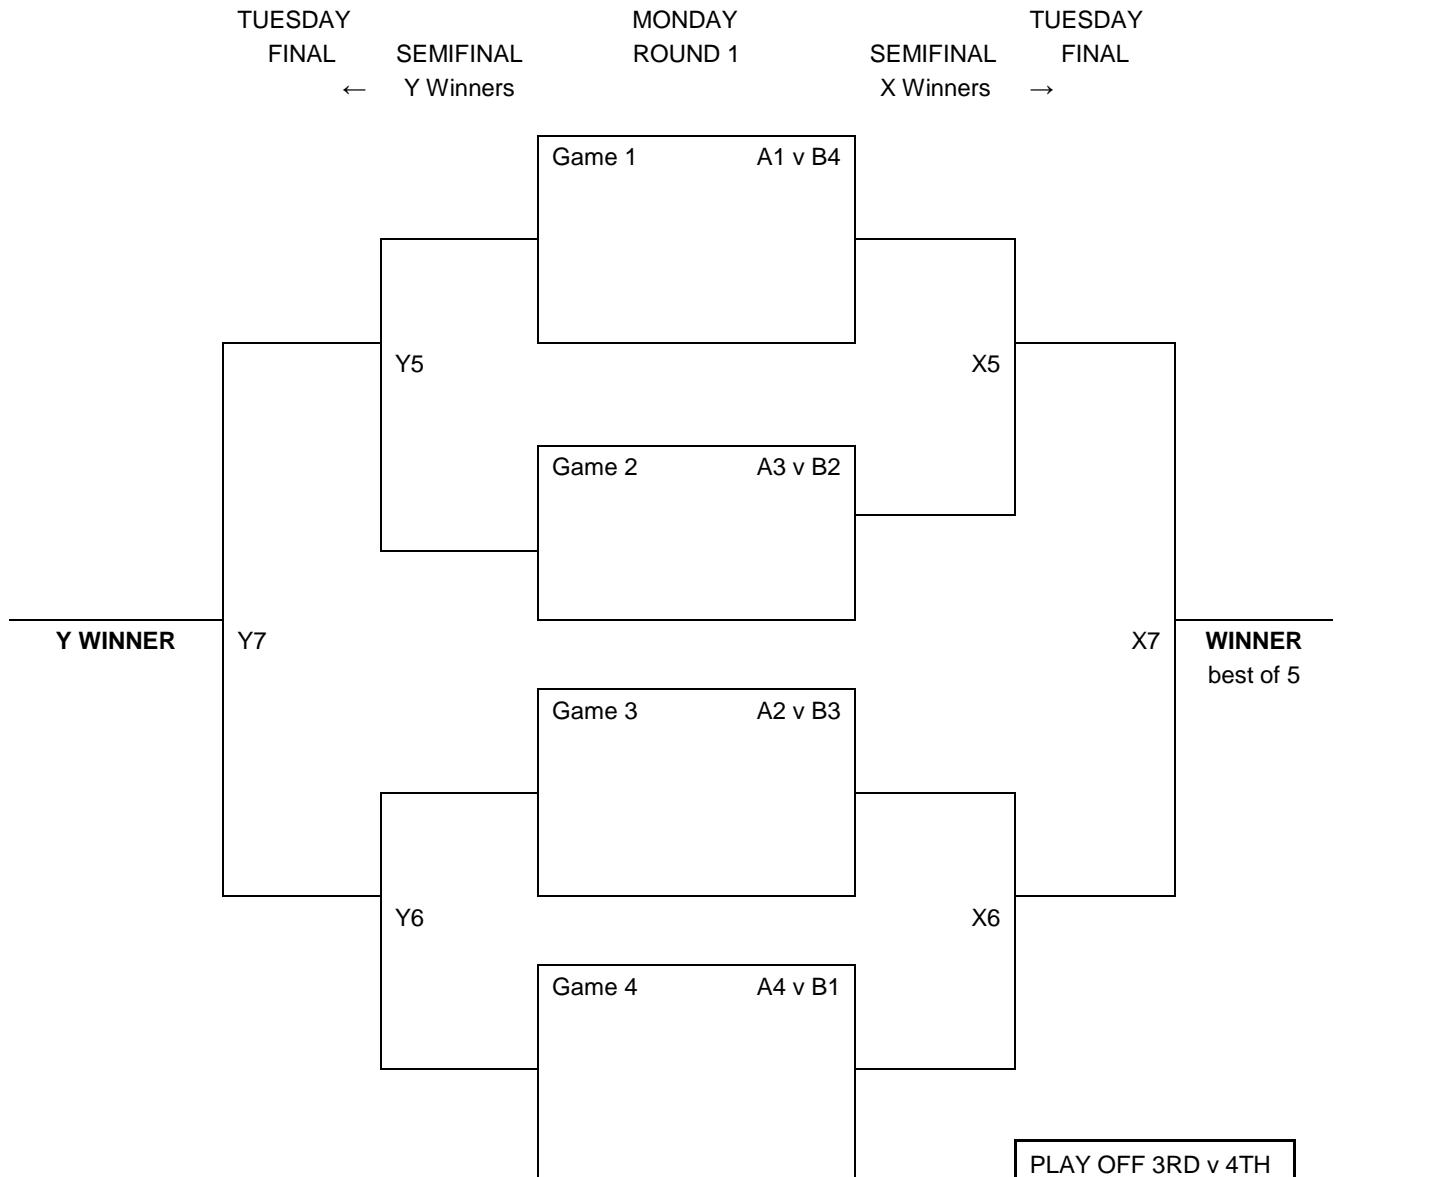 TUESDAY MONDAY TUESDAY
FINAL SEMIFINAL ROUND 1 SEMIFINAL FINAL
← Y Winners X Winners →
Game 1 A1 v B4
Y5 X5
Game 2 A3 v B2
Y WINNER Y7 X7 WINNER
best of 5
Game 3 A2 v B3
Y6 X6
Game 4 A4 v B1
PLAY OFF 3RD v 4TH